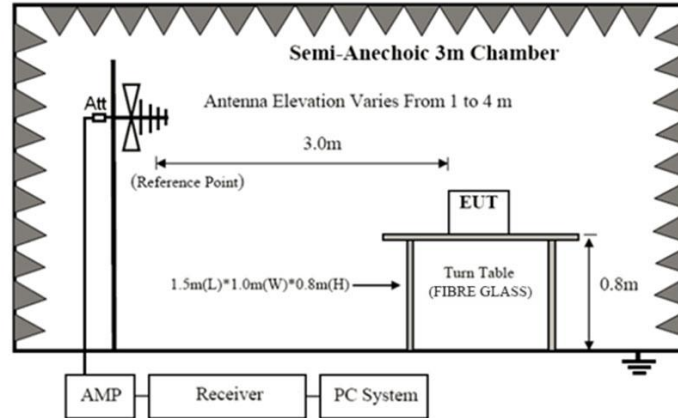 Semi-Anechoic 3m Chamber
Att
Antenna Elevation Varies From 1 to 4 m
3.0m
(Reference Point)
EUT
1.5m(L)*1.0m(W)*0.8m(H)
Turn Table
(FIBRE GLASS)
0.8m
AMP
Receiver
PC System